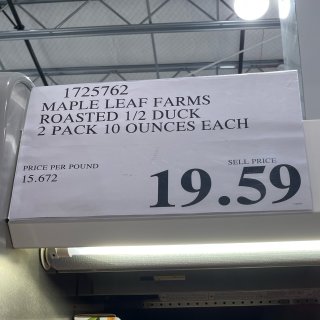 1725762
MAPLE LEAF FARMS
ROASTED 1/2 DUCK
2 PACK 10 OUNCES EACH
PRICE PER POUND
15.672
SELL PRICE
19.59